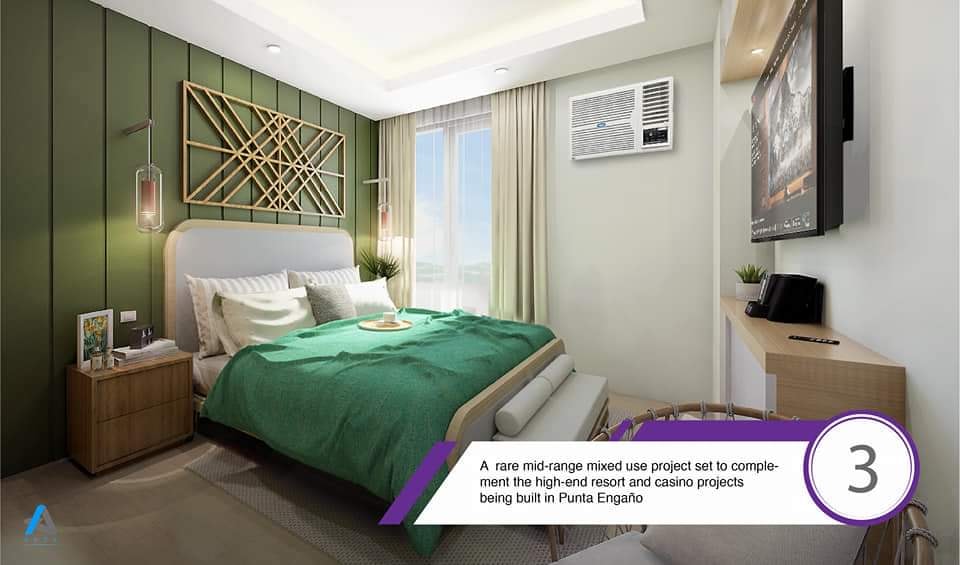 A rare mid-range mixed use project set to comple-
ment the high-end resort and casino projects
being built in Punta Engaño
3